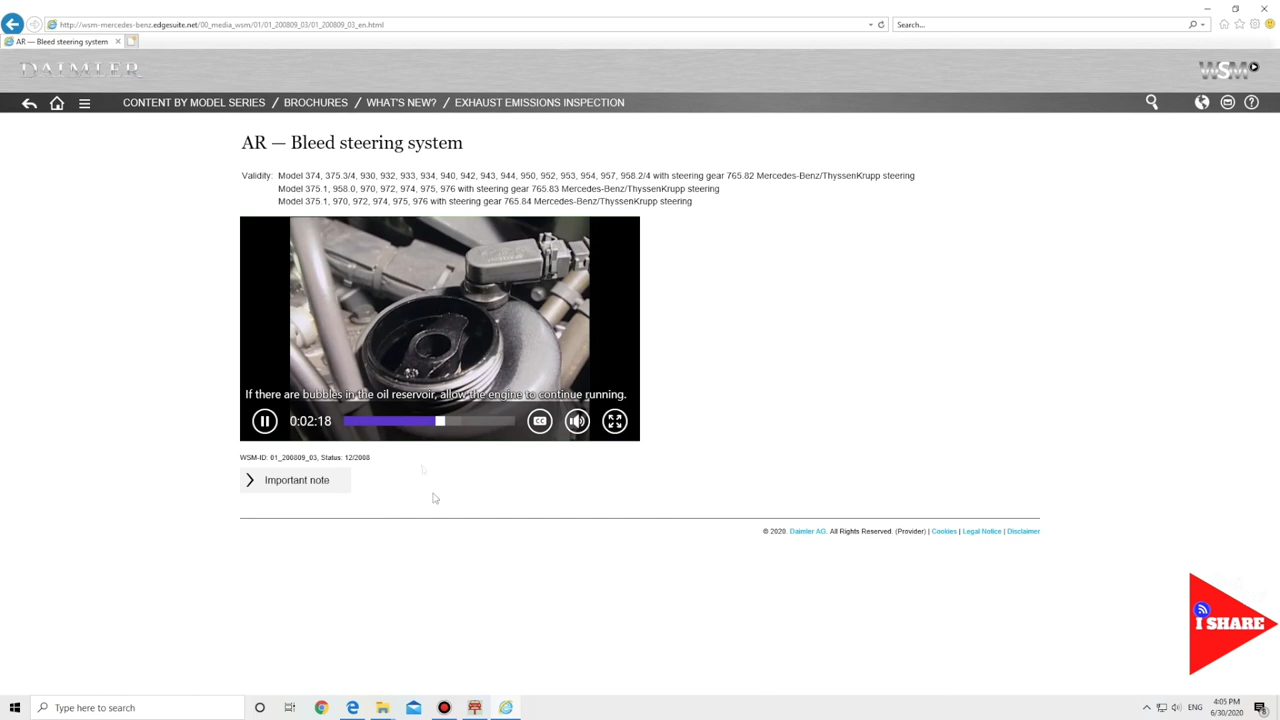 http://wsm-mercedes-benz.edgesuite.net/00_media_wsm/01/01_200809_03/01_200809_03_en.html
Search...
AR — Bleed steering system
DAIMLER
WSM
CONTENT BY MODEL SERIES / BROCHURES / WHAT'S NEW? / EXHAUST EMISSIONS INSPECTION
AR — Bleed steering system
Validity: Model 374, 375.3/4, 930, 932, 933, 934, 940, 942, 943, 944, 950, 952, 953, 954, 957, 958.2/4 with steering gear 765.82 Mercedes-Benz/ThyssenKrupp steering
Model 375.1, 958.0, 970, 972, 974, 975, 976 with steering gear 765.83 Mercedes-Benz/ThyssenKrupp steering
Model 375.1, 970, 972, 974, 975, 976 with steering gear 765.84 Mercedes-Benz/ThyssenKrupp steering
If there are bubbles in the oil reservoir, allow the engine to continue running.
0:02:18
CC
WSM-ID: 01_200809_03, Status: 12/2008
Important note
© 2020. Daimler AG. All Rights Reserved. (Provider) | Cookies | Legal Notice | Disclaimer
I SHARE
Type here to search
ENG
4:05 PM
6/30/2020